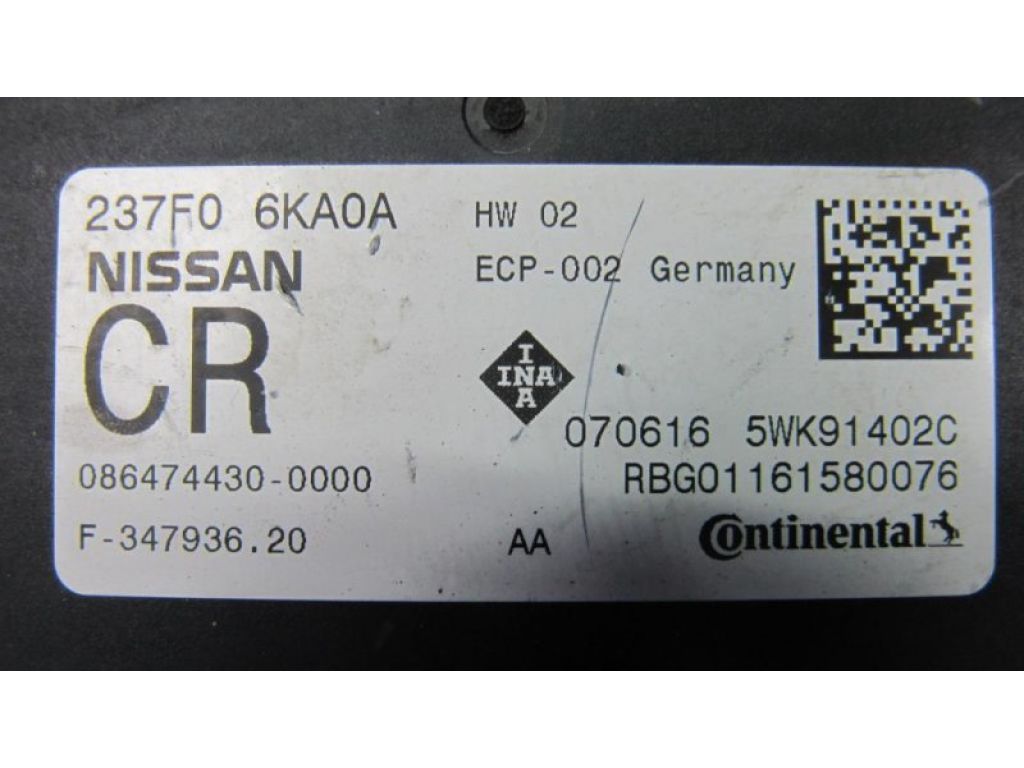 237F0 6KA0A
NISSAN
CR
086474430-0000
F-347936.20
HW 02
ECP-002 Germany
INA
INA
070616 5WK91402C
RBG01161580076
AA
Continental